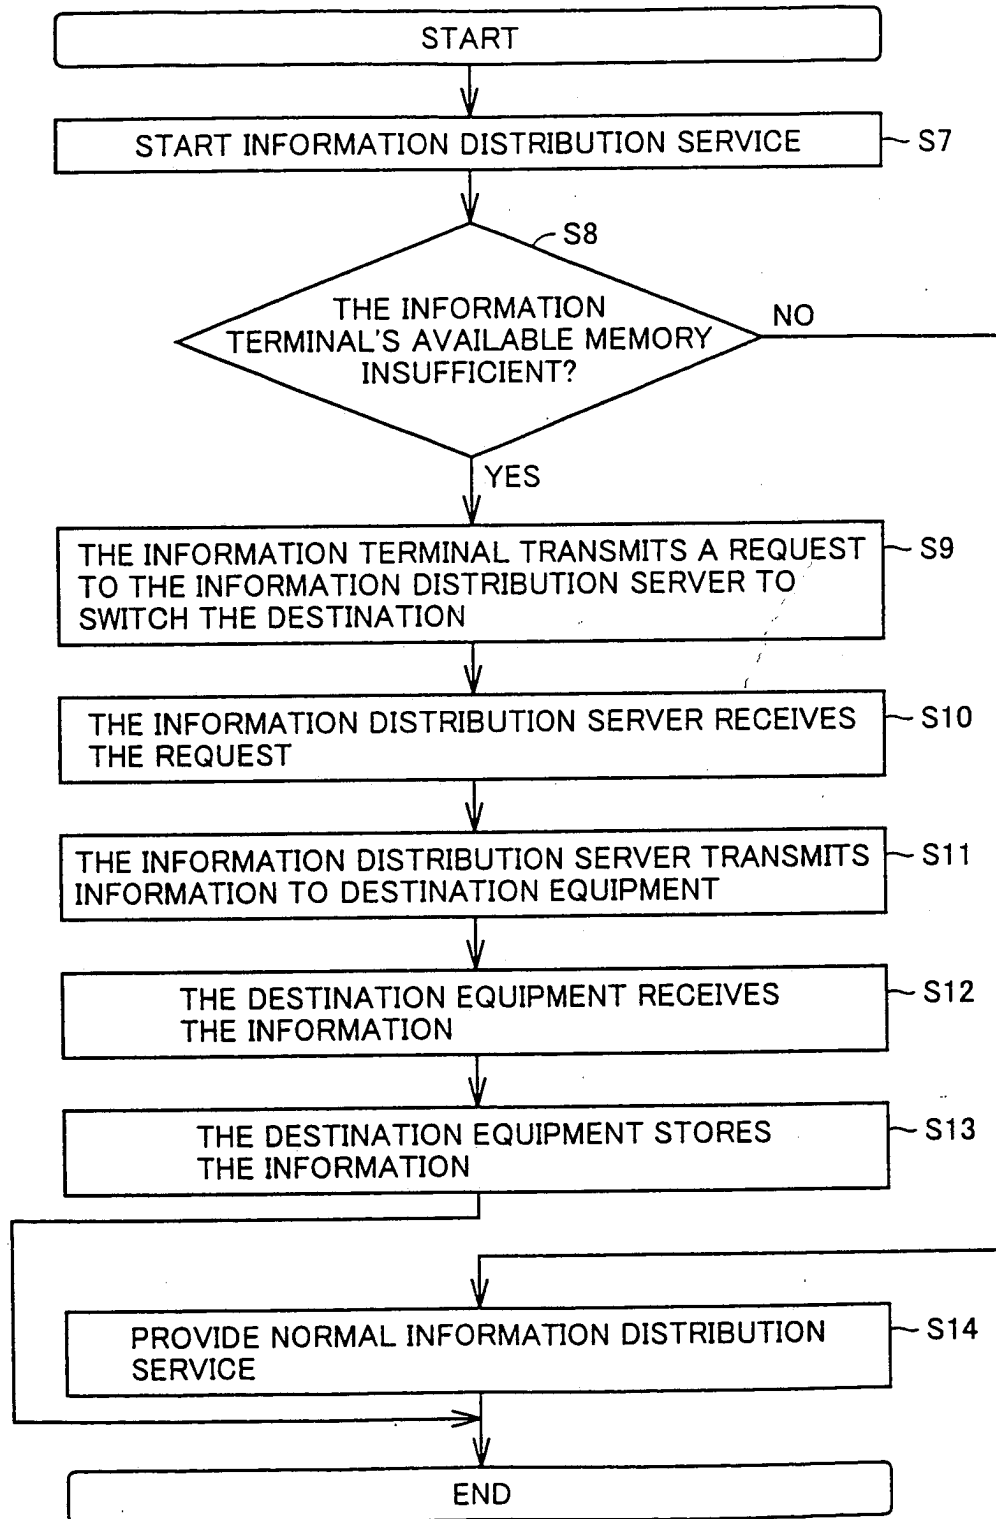 START
START INFORMATION DISTRIBUTION SERVICE
S7
S8
THE INFORMATION
TERMINAL'S AVAILABLE MEMORY
INSUFFICIENT?
NO
YES
THE INFORMATION TERMINAL TRANSMITS A REQUEST
TO THE INFORMATION DISTRIBUTION SERVER TO
SWITCH THE DESTINATION
S9
THE INFORMATION DISTRIBUTION SERVER RECEIVES
THE REQUEST
S10
THE INFORMATION DISTRIBUTION SERVER TRANSMITS
INFORMATION TO DESTINATION EQUIPMENT
S11
THE DESTINATION EQUIPMENT RECEIVES
THE INFORMATION
S12
THE DESTINATION EQUIPMENT STORES
THE INFORMATION
S13
PROVIDE NORMAL INFORMATION DISTRIBUTION
SERVICE
S14
END